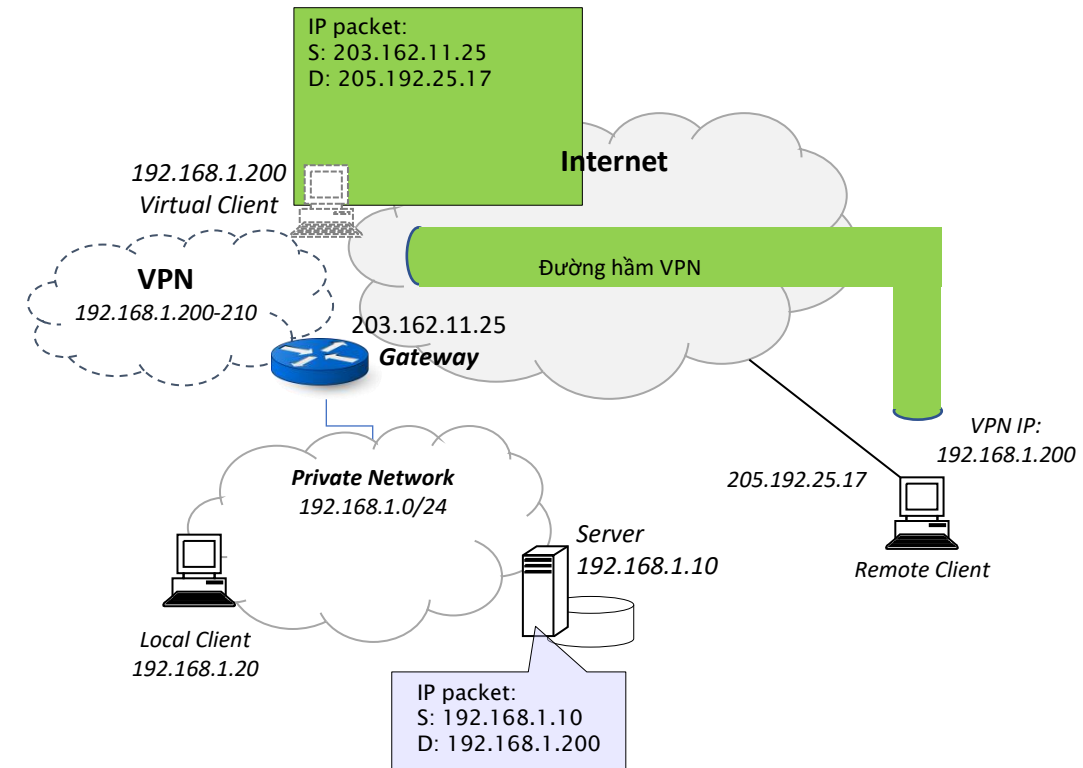 IP packet:
S: 203.162.11.25
D: 205.192.25.17
Internet
192.168.1.200
Virtual Client
Đường hầm VPN
VPN
192.168.1.200-210
203.162.11.25
Gateway
VPN IP:
192.168.1.200
205.192.25.17
Remote Client
Private Network
192.168.1.0/24
Server
192.168.1.10
Local Client
192.168.1.20
IP packet:
S: 192.168.1.10
D: 192.168.1.200